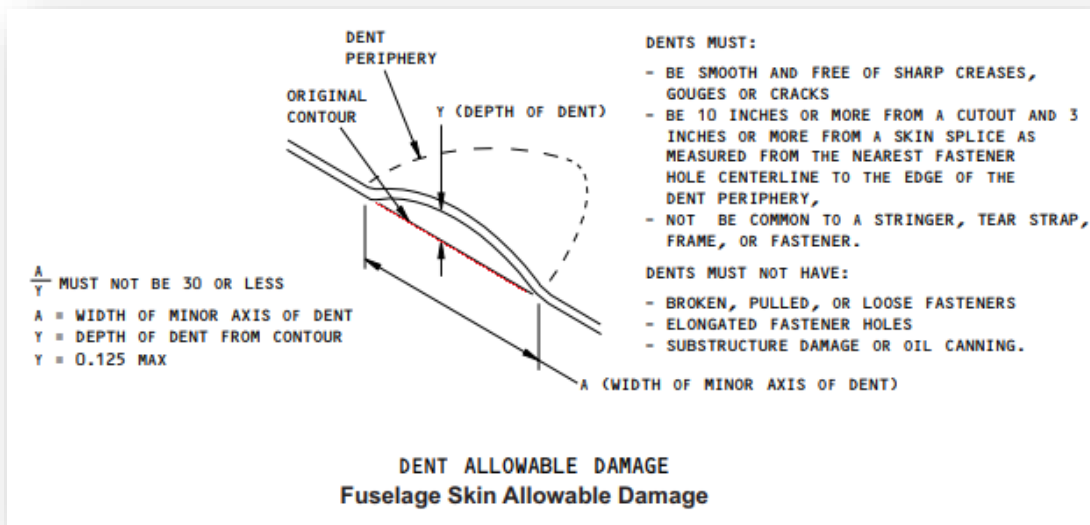 DENT
PERIPHERY
ORIGINAL
CONTOUR
Y (DEPTH OF DENT)
DENTS MUST:
- BE SMOOTH AND FREE OF SHARP CREASES,
GOUGES OR CRACKS
- BE 10 INCHES OR MORE FROM A CUTOUT AND 3
INCHES OR MORE FROM A SKIN SPLICE AS
MEASURED FROM THE NEAREST FASTENER
HOLE CENTERLINE TO THE EDGE OF THE
DENT PERIPHERY,
- NOT BE COMMON TO A STRINGER, TEAR STRAP,
FRAME, OR FASTENER.
DENTS MUST NOT HAVE:
- BROKEN, PULLED, OR LOOSE FASTENERS
- ELONGATED FASTENER HOLES
- SUBSTRUCTURE DAMAGE OR OIL CANNING.
A/Y MUST NOT BE 30 OR LESS
A = WIDTH OF MINOR AXIS OF DENT
Y = DEPTH OF DENT FROM CONTOUR
Y = 0.125 MAX
A (WIDTH OF MINOR AXIS OF DENT)
DENT ALLOWABLE DAMAGE
Fuselage Skin Allowable Damage